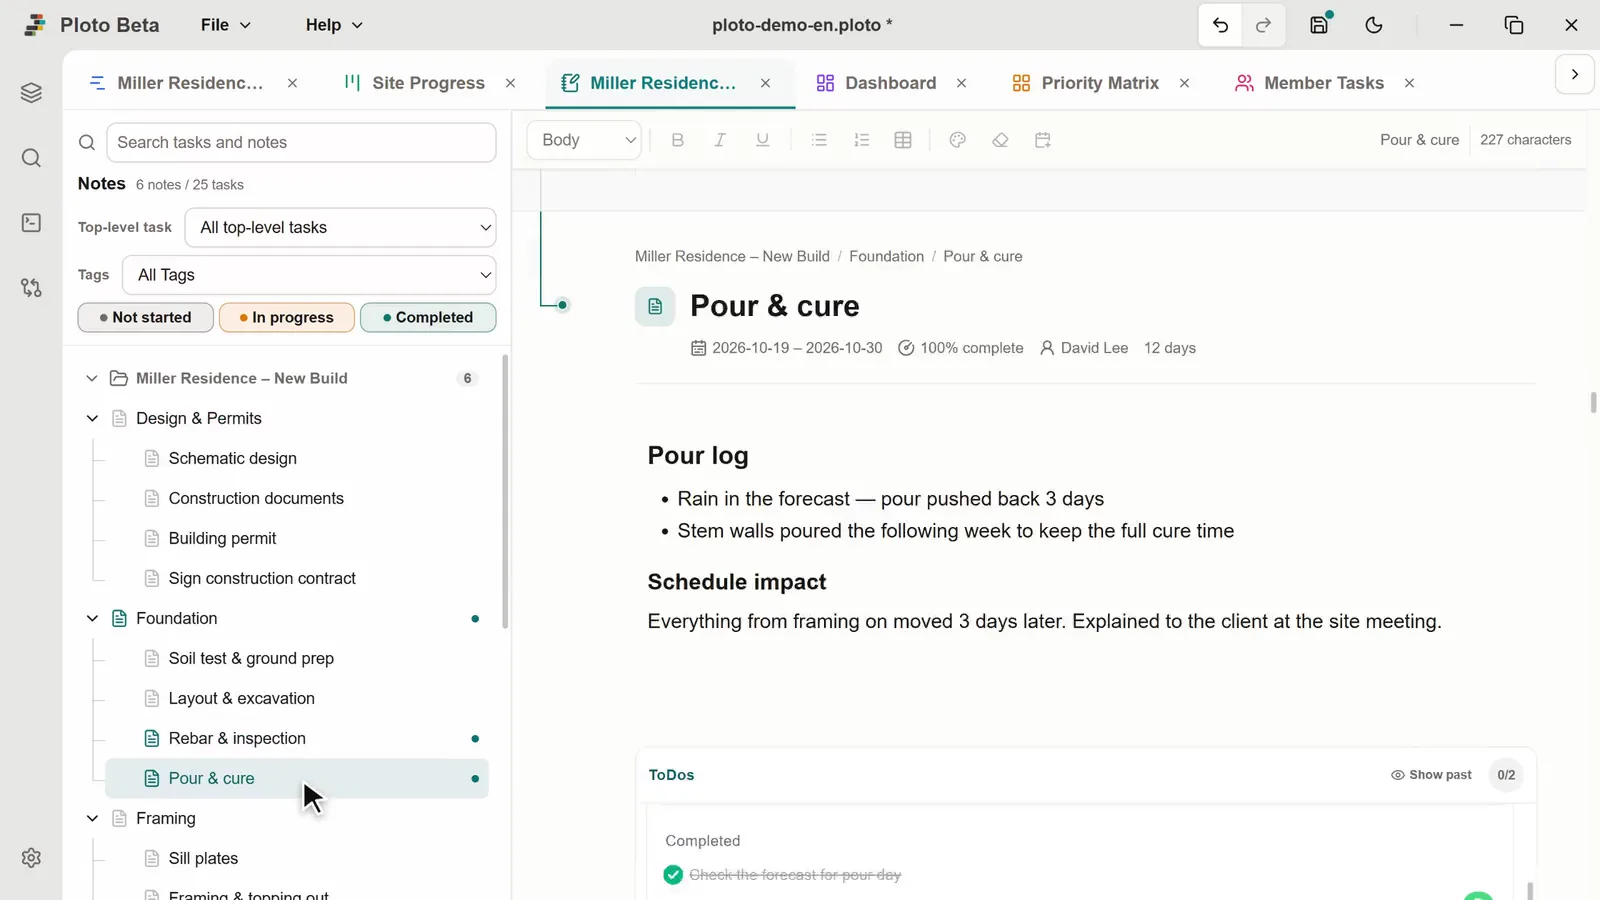 Ploto Beta
File
Help
ploto-demo-en.ploto *
Miller Residenc...
Site Progress
Miller Residenc...
Dashboard
Priority Matrix
Member Tasks
Search tasks and notes
Notes 6 notes / 25 tasks
Top-level task All top-level tasks
Tags All Tags
Not started
In progress
Completed
Miller Residence – New Build 6
Design & Permits
Schematic design
Construction documents
Building permit
Sign construction contract
Foundation
Soil test & ground prep
Layout & excavation
Rebar & inspection
Pour & cure
Framing
Sill plates
Framing & topping out
Body
B I U
Pour & cure 227 characters
Miller Residence – New Build / Foundation / Pour & cure
Pour & cure
2026-10-19 – 2026-10-30 100% complete David Lee 12 days
Pour log
• Rain in the forecast — pour pushed back 3 days
• Stem walls poured the following week to keep the full cure time
Schedule impact
Everything from framing on moved 3 days later. Explained to the client at the site meeting.
ToDos
Show past 0/2
Completed
Check the forecast for pour day